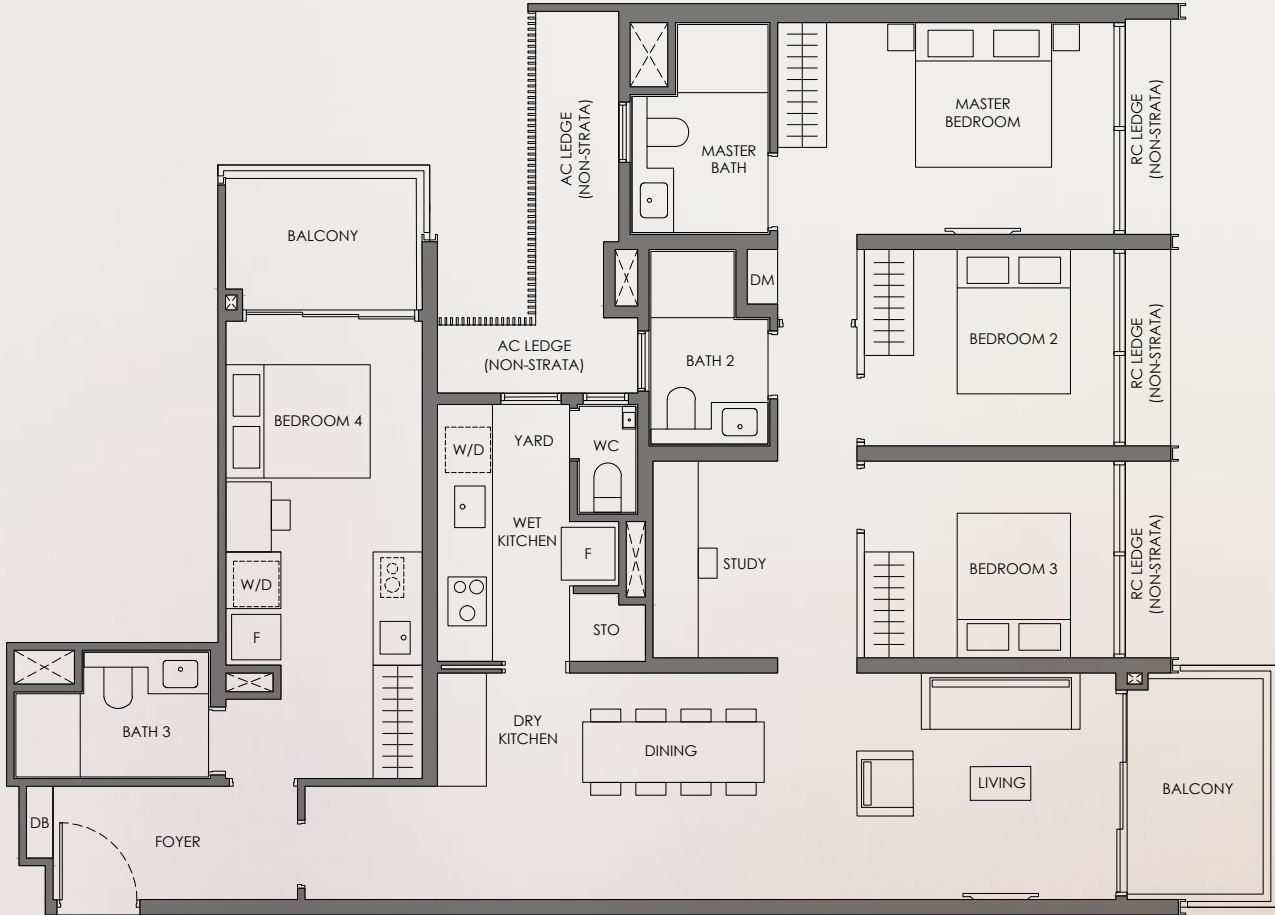 MASTER
BEDROOM
RC LEDGE
(NON-STRATA)
AC LEDGE
(NON-STRATA)
MASTER
BATH
BALCONY
DM
AC LEDGE
(NON-STRATA)
BATH 2
BEDROOM 2
RC LEDGE
(NON-STRATA)
BEDROOM 4
W/D
YARD
WC
WET
KITCHEN
F
STUDY
BEDROOM 3
RC LEDGE
(NON-STRATA)
W/D
F
STO
BATH 3
DRY
KITCHEN
DINING
LIVING
BALCONY
DB
FOYER